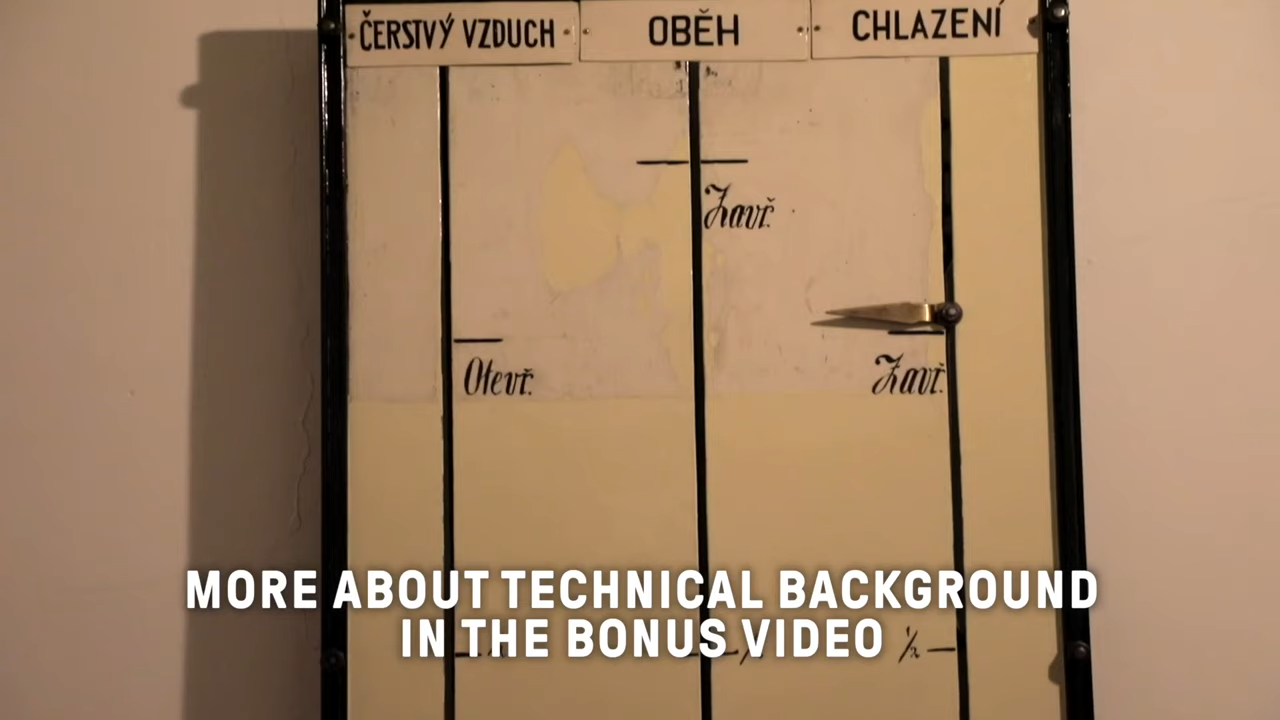 ČERSTVÝ VZDUCH
OBĚH
CHLAZENÍ
Zavř.
Otevř.
Zavř.
MORE ABOUT TECHNICAL BACKGROUND
IN THE BONUS VIDEO
½